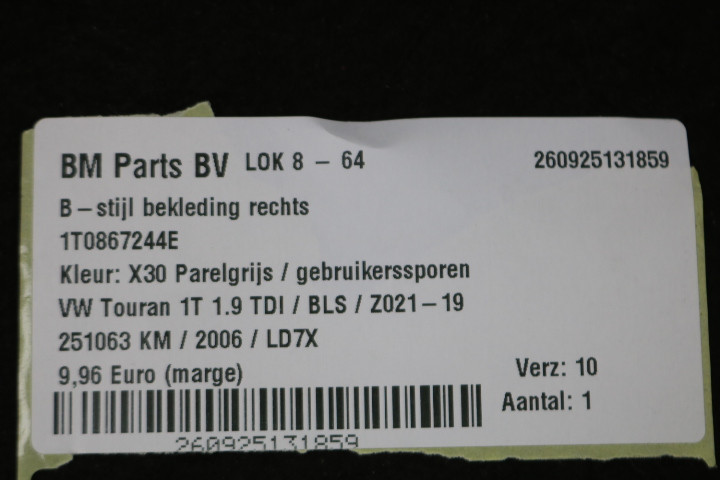 BM Parts BV LOK 8 - 64 260925131859
B-stijl bekleding rechts
1T0867244E
Kleur: X30 Parelgrijs / gebruikerssporen
VW Touran 1T 1.9 TDI / BLS / Z021-19
251063 KM / 2006 / LD7X
9,96 Euro (marge) Verz: 10
Aantal: 1
260925131859